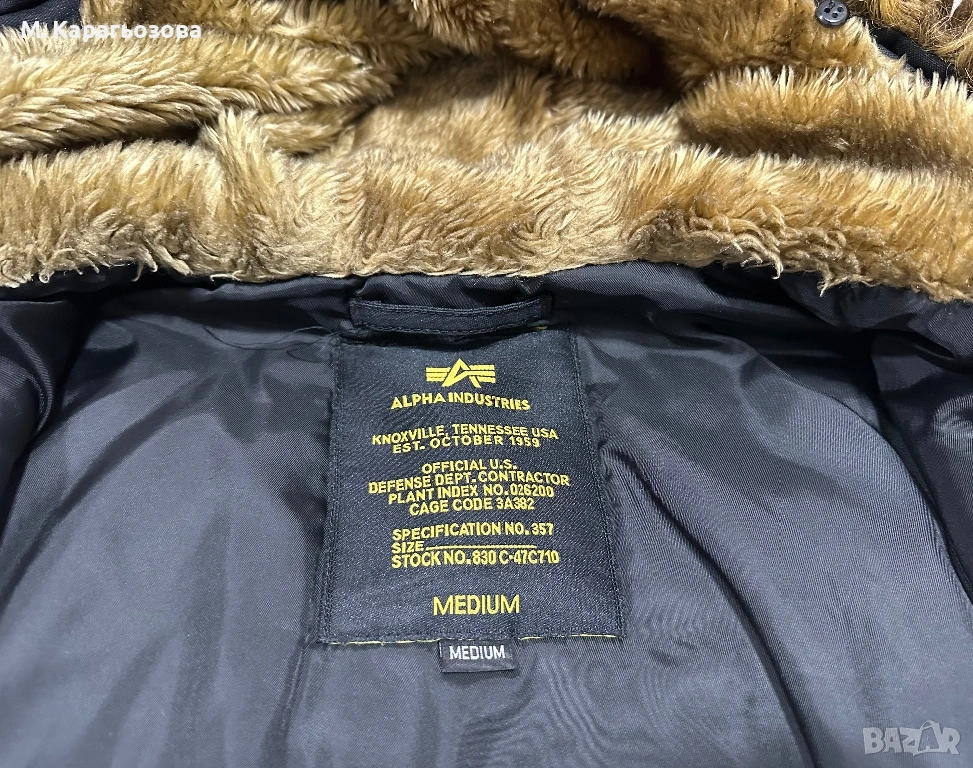 М Карагьозова
ALPHA INDUSTRIES
KNOXVILLE, TENNESSEE USA
EST. OCTOBER 1959
OFFICIAL U.S.
DEFENSE DEPT. CONTRACTOR
PLANT INDEX NO. 026200
CAGE CODE 3A382
SPECIFICATION NO. 357
SIZE
STOCK NO. 830 C-47C710
MEDIUM
MEDIUM
BAZAR